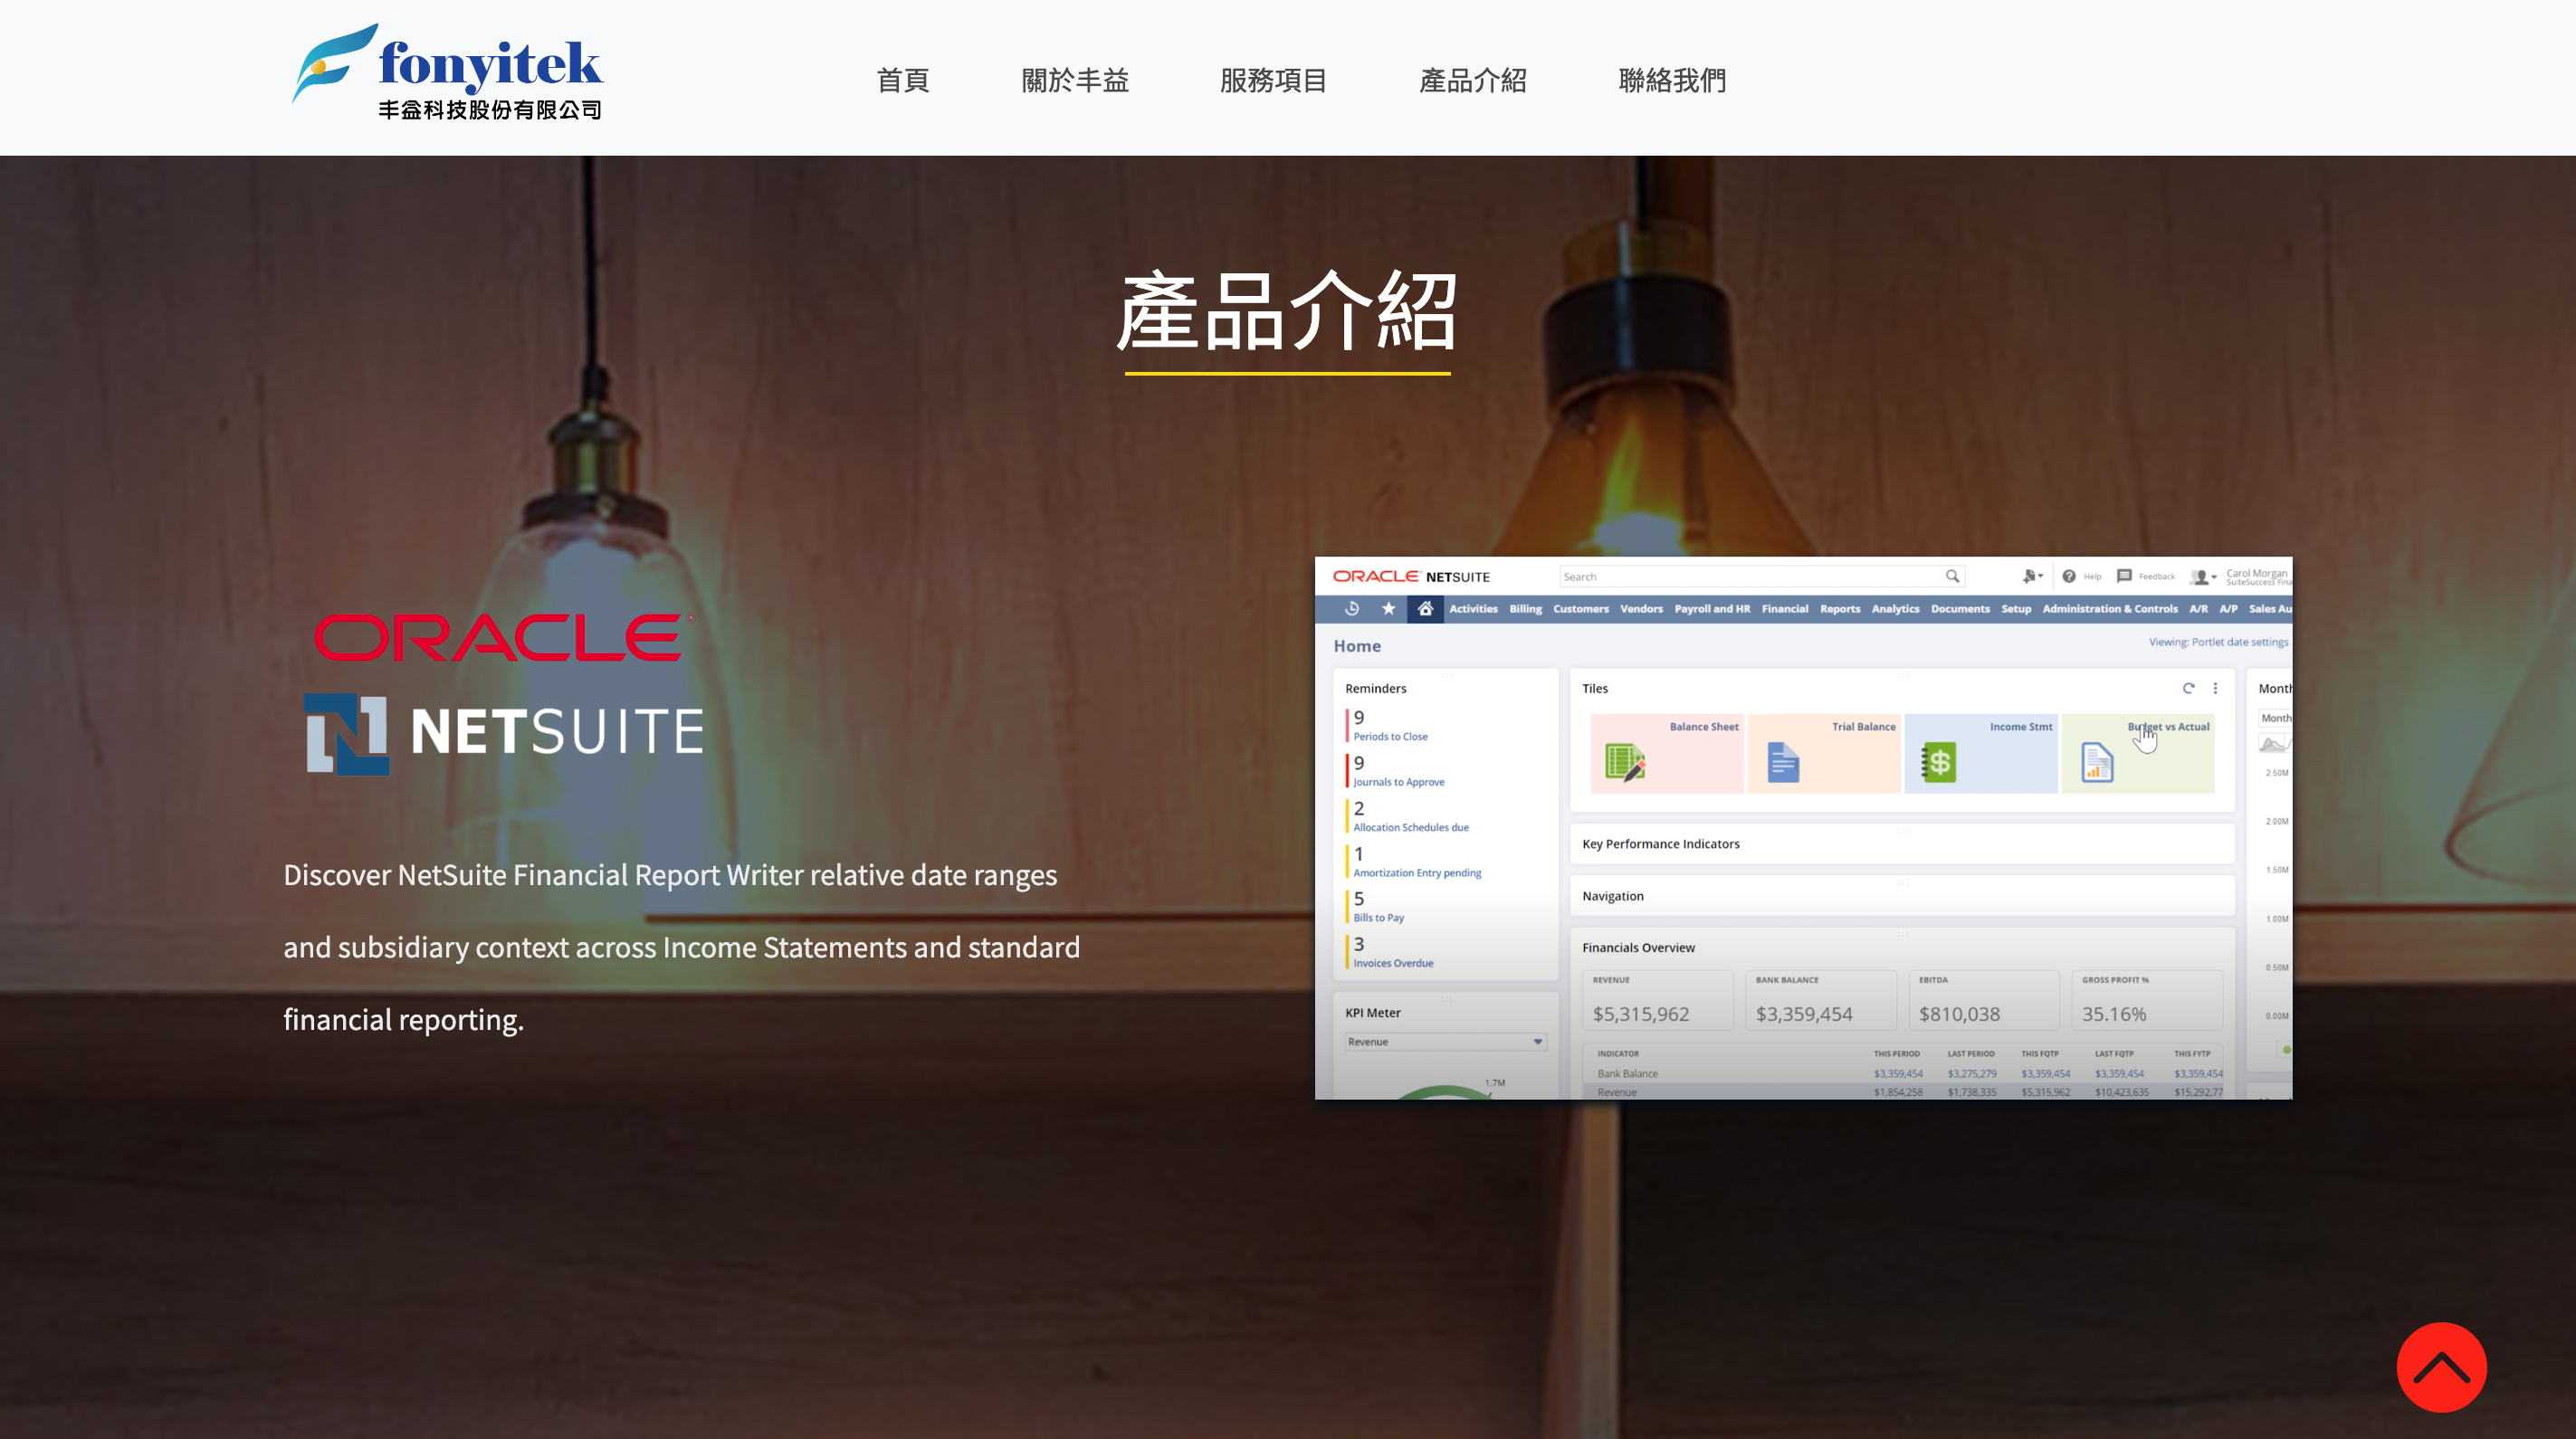 fonyitek
丰益科技股份有限公司
首頁 關於丰益 服務項目 產品介紹 聯絡我們
產品介紹
ORACLE
NETSUITE
Discover NetSuite Financial Report Writer relative date ranges
and subsidiary context across Income Statements and standard
financial reporting.
ORACLE NETSUITE
Search
Help
Feedback
Carol Morgan
SuiteSuccess Fina
Activities Billing Customers Vendors Payroll and HR Financial Reports Analytics Documents Setup Administration & Controls A/R A/P Sales Au
Home
Viewing: Portlet date settings
Reminders
9
Periods to Close
9
Journals to Approve
2
Allocation Schedules due
1
Amortization Entry pending
5
Bills to Pay
3
Invoices Overdue
KPI Meter
Revenue
1.7M
Tiles
Balance Sheet
Trial Balance
Income Stmt
Budget vs Actual
Key Performance Indicators
Navigation
Financials Overview
REVENUE
$5,315,962
BANK BALANCE
$3,359,454
EBITDA
$810,038
GROSS PROFIT %
35.16%
INDICATOR THIS PERIOD LAST PERIOD THIS FQTP LAST FQTP THIS FYTP
Bank Balance $3,359,454 $3,275,279 $3,359,454 $3,359,454 $3,359,454
Revenue $1,854,258 $1,738,335 $5,315,962 $10,423,635 $15,292,77
Month
Month
2.50M
2.00M
1.50M
1.00M
0.50M
0.00M